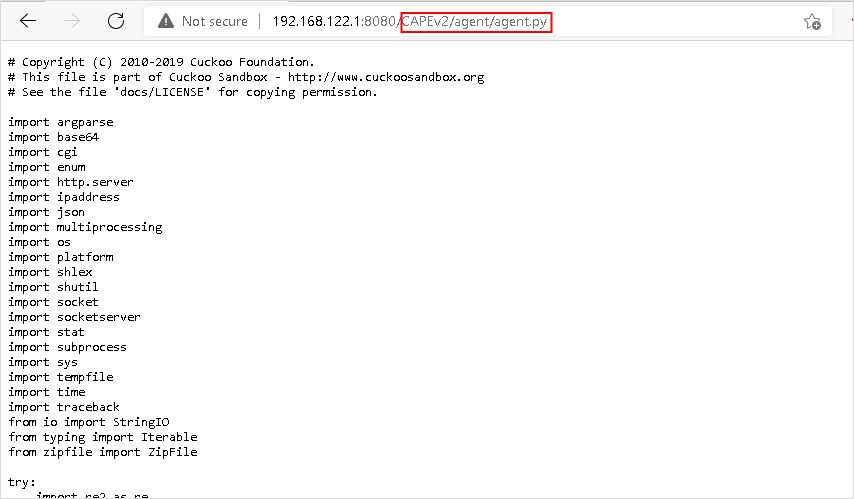 Not secure 192.168.122.1:8080/CAPEv2/agent/agent.py
# Copyright (C) 2010-2019 Cuckoo Foundation.
# This file is part of Cuckoo Sandbox - http://www.cuckoosandbox.org
# See the file 'docs/LICENSE' for copying permission.
import argparse
import base64
import cgi
import enum
import http.server
import ipaddress
import json
import multiprocessing
import os
import platform
import shlex
import shutil
import socket
import socketserver
import stat
import subprocess
import sys
import tempfile
import time
import traceback
from io import StringIO
from typing import Iterable
from zipfile import ZipFile
try:
import re2 as re